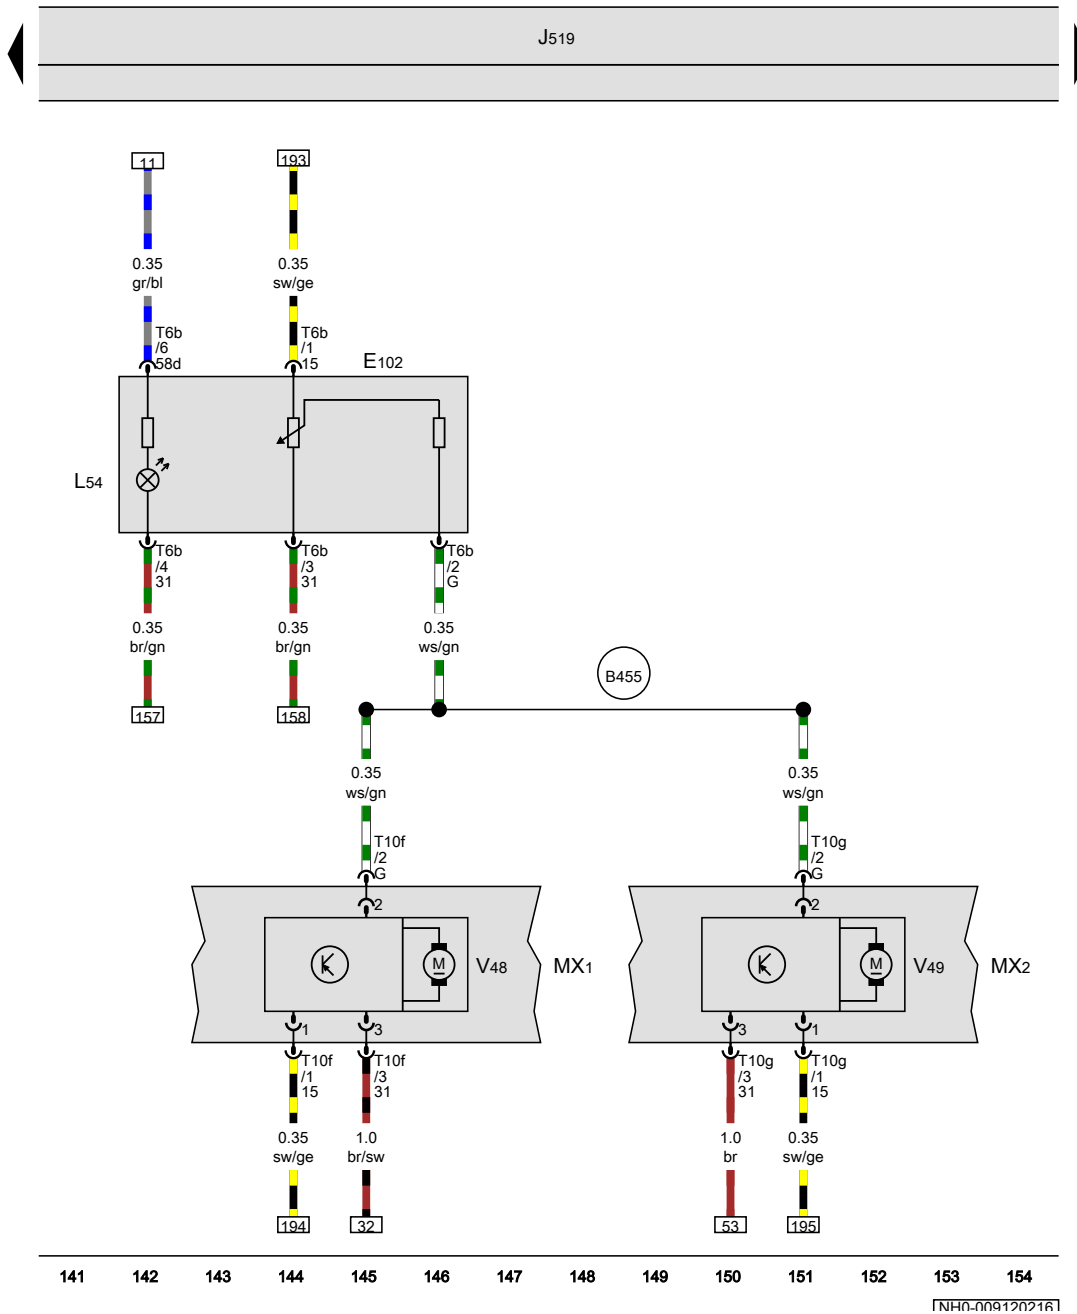 J519
11
193
0.35
gr/bl
0.35
sw/ge
T6b
/6
58d
T6b
/1
15
E102
L54
T6b
/4
31
T6b
/3
31
T6b
/2
G
0.35
br/gn
0.35
br/gn
0.35
ws/gn
B455
157
158
0.35
ws/gn
0.35
ws/gn
T10f
/2
G
T10g
/2
G
2
2
M
V48
MX1
M
V49
MX2
1
3
3
1
T10f
/1
15
T10f
/3
31
T10g
/3
31
T10g
/1
15
0.35
sw/ge
1.0
br/sw
1.0
br
0.35
sw/ge
194
32
53
195
141 142 143 144 145 146 147 148 149 150 151 152 153 154
NH0-009120216